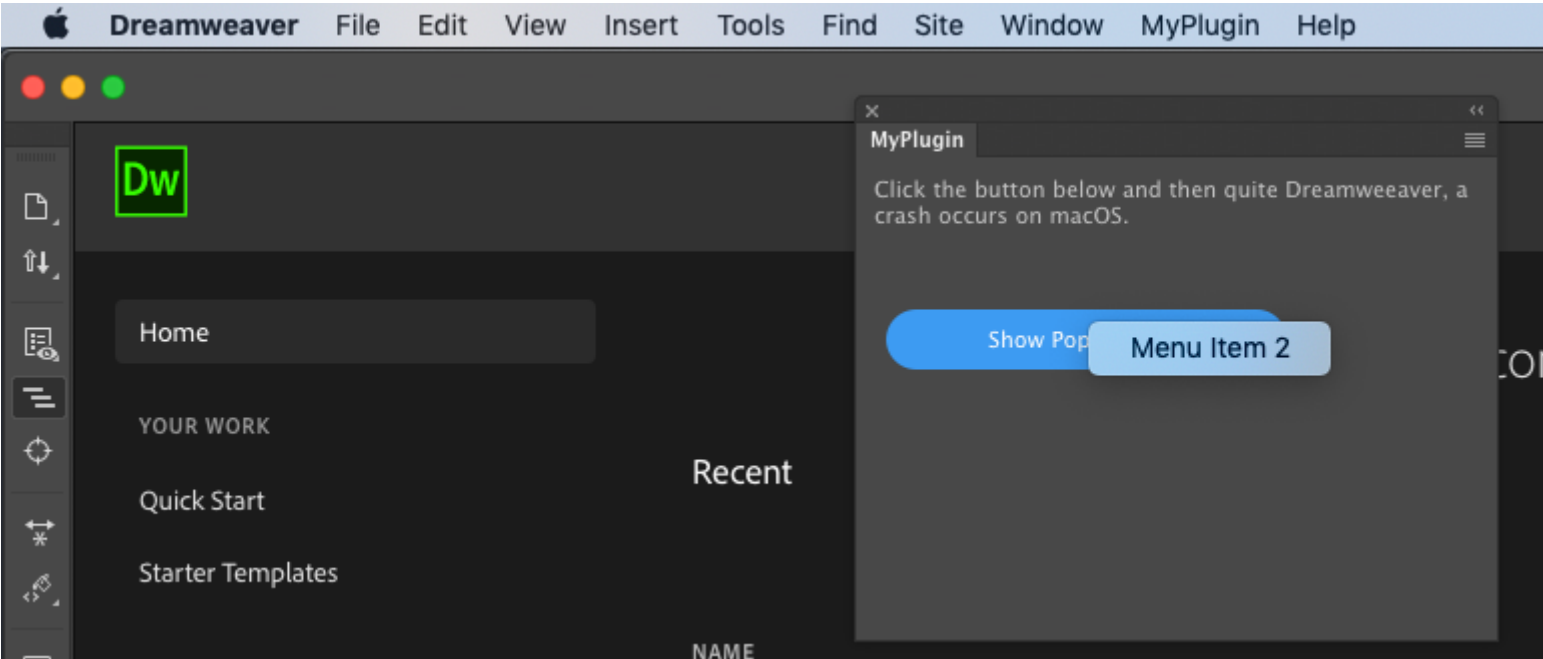 Dreamweaver File Edit View Insert Tools Find Site Window MyPlugin Help
MyPlugin
Click the button below and then quite Dreamweeaver, a
crash occurs on macOS.
Show Pop
Menu Item 2
Dw
Home
YOUR WORK
Quick Start
Starter Templates
Recent
NAME